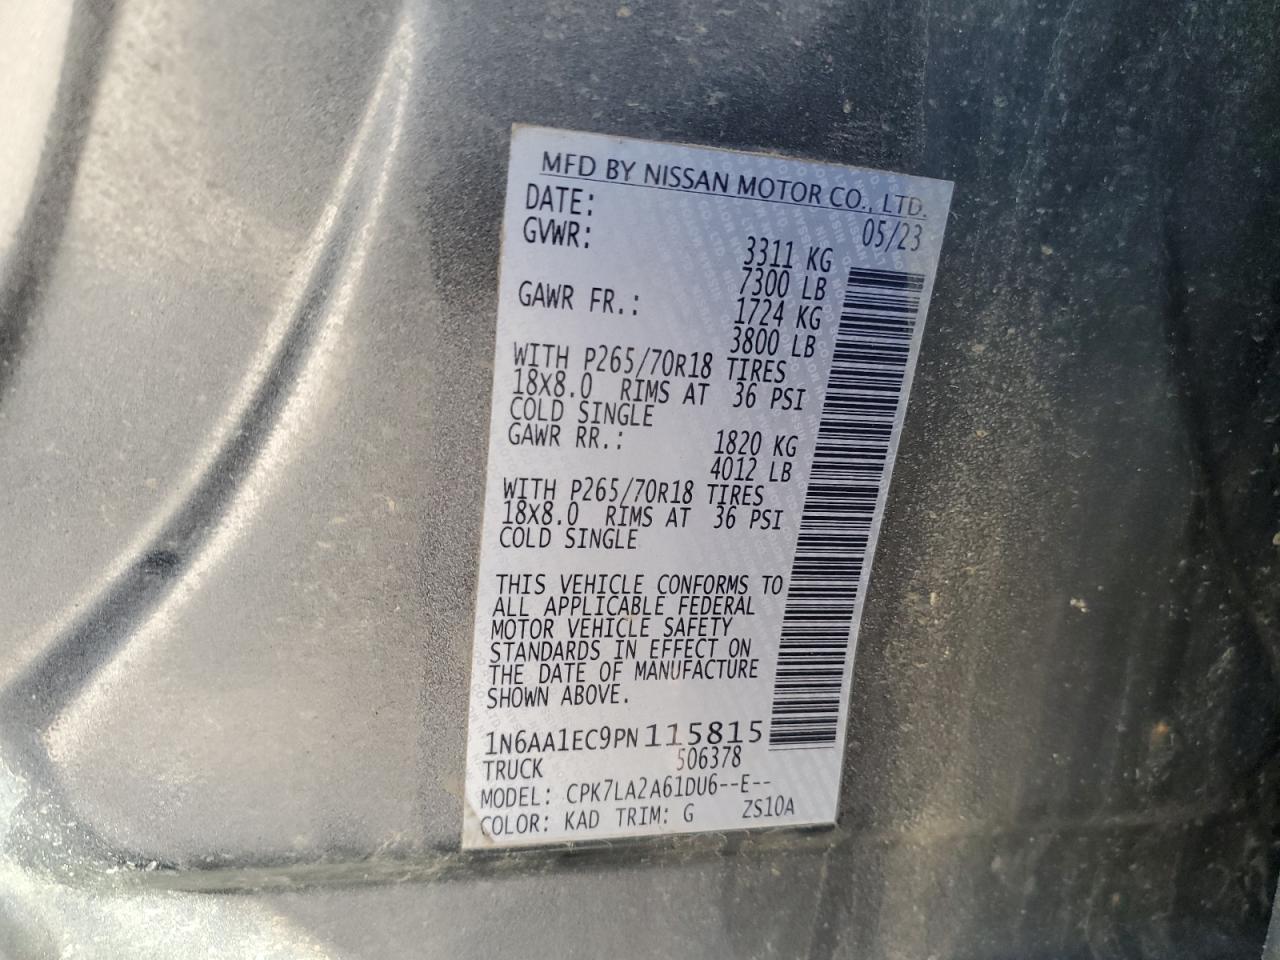 MFD BY NISSAN MOTOR CO., LTD.
DATE: 05/23
GVWR: 3311 KG
7300 LB
GAWR FR.: 1724 KG
3800 LB
WITH P265/70R18 TIRES
18X8.0 RIMS AT 36 PSI
COLD SINGLE
GAWR RR.: 1820 KG
4012 LB
WITH P265/70R18 TIRES
18X8.0 RIMS AT 36 PSI
COLD SINGLE
THIS VEHICLE CONFORMS TO
ALL APPLICABLE FEDERAL
MOTOR VEHICLE SAFETY
STANDARDS IN EFFECT ON
THE DATE OF MANUFACTURE
SHOWN ABOVE.
1N6AA1EC9PN115815
TRUCK 506378
MODEL: CPK7LA2A61DU6--E--
COLOR: KAD TRIM: G ZS10A